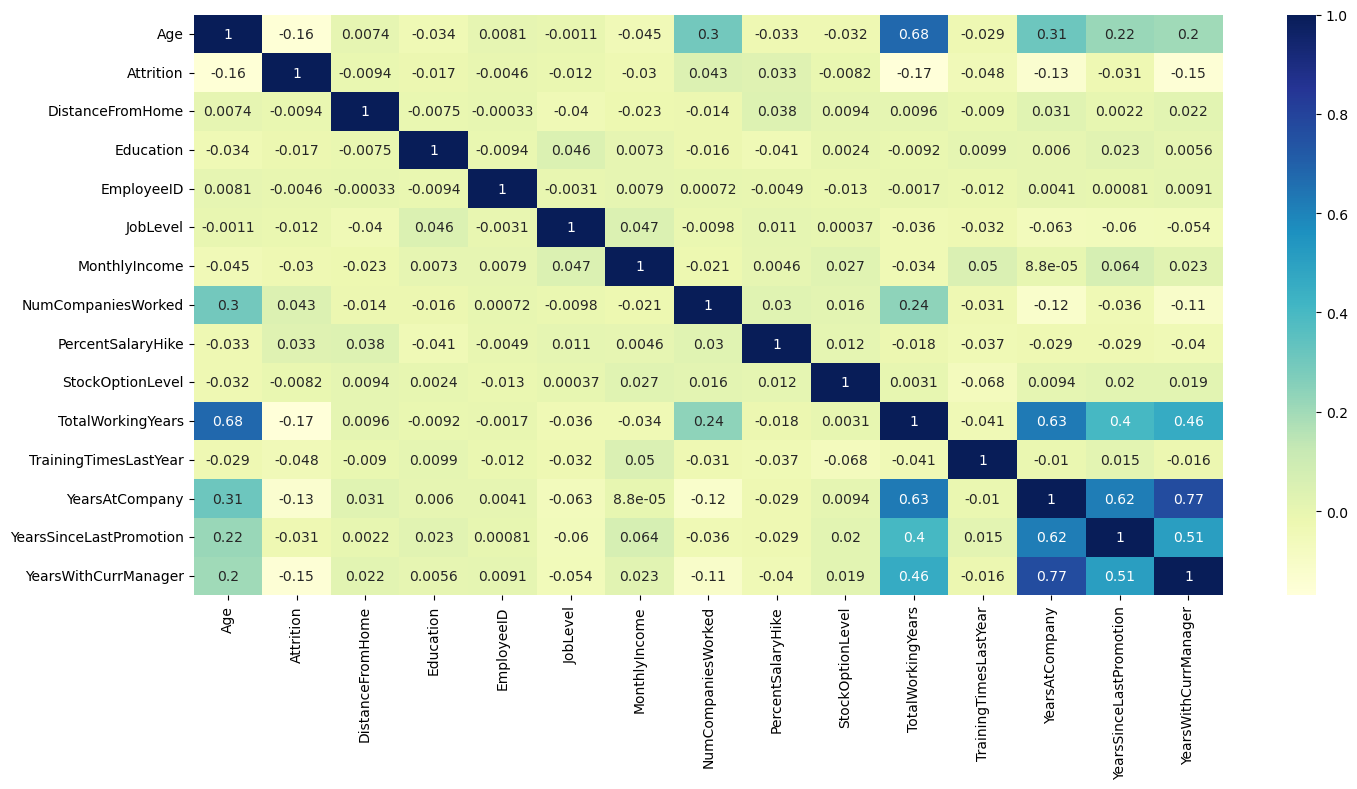 Age 1 -0.16 0.0074 -0.034 0.0081 -0.0011 -0.045 0.3 -0.033 -0.032 0.68 -0.029 0.31 0.22 0.2
Attrition -0.16 1 -0.0094 -0.017 -0.0046 -0.012 -0.03 0.043 0.033 -0.0082 -0.17 -0.048 -0.13 -0.031 -0.15
DistanceFromHome 0.0074 -0.0094 1 -0.0075 -0.00033 -0.04 -0.023 -0.014 0.038 0.0094 0.0096 -0.009 0.031 0.0022 0.022
Education -0.034 -0.017 -0.0075 1 -0.0094 0.046 0.0073 -0.016 -0.041 0.0024 -0.0092 0.0099 0.006 0.023 0.0056
EmployeeID 0.0081 -0.0046 -0.00033 -0.0094 1 -0.0031 0.0079 0.00072 -0.0049 -0.013 -0.0017 -0.012 0.0041 0.00081 0.0091
JobLevel -0.0011 -0.012 -0.04 0.046 -0.0031 1 0.047 -0.0098 0.011 0.00037 -0.036 -0.032 -0.063 -0.06 -0.054
MonthlyIncome -0.045 -0.03 -0.023 0.0073 0.0079 0.047 1 -0.021 0.0046 0.027 -0.034 0.05 8.8e-05 0.064 0.023
NumCompaniesWorked 0.3 0.043 -0.014 -0.016 0.00072 -0.0098 -0.021 1 0.03 0.016 0.24 -0.031 -0.12 -0.036 -0.11
PercentSalaryHike -0.033 0.033 0.038 -0.041 -0.0049 0.011 0.0046 0.03 1 0.012 -0.018 -0.037 -0.029 -0.029 -0.04
StockOptionLevel -0.032 -0.0082 0.0094 0.0024 -0.013 0.00037 0.027 0.016 0.012 1 0.0031 -0.068 0.0094 0.02 0.019
TotalWorkingYears 0.68 -0.17 0.0096 -0.0092 -0.0017 -0.036 -0.034 0.24 -0.018 0.0031 1 -0.041 0.63 0.4 0.46
TrainingTimesLastYear -0.029 -0.048 -0.009 0.0099 -0.012 -0.032 0.05 -0.031 -0.037 -0.068 -0.041 1 -0.01 0.015 -0.016
YearsAtCompany 0.31 -0.13 0.031 0.006 0.0041 -0.063 8.8e-05 -0.12 -0.029 0.0094 0.63 -0.01 1 0.62 0.77
YearsSinceLastPromotion 0.22 -0.031 0.0022 0.023 0.00081 -0.06 0.064 -0.036 -0.029 0.02 0.4 0.015 0.62 1 0.51
YearsWithCurrManager 0.2 -0.15 0.022 0.0056 0.0091 -0.054 0.023 -0.11 -0.04 0.019 0.46 -0.016 0.77 0.51 1
Age
Attrition
DistanceFromHome
Education
EmployeeID
JobLevel
MonthlyIncome
NumCompaniesWorked
PercentSalaryHike
StockOptionLevel
TotalWorkingYears
TrainingTimesLastYear
YearsAtCompany
YearsSinceLastPromotion
YearsWithCurrManager
1.0
0.8
0.6
0.4
0.2
0.0